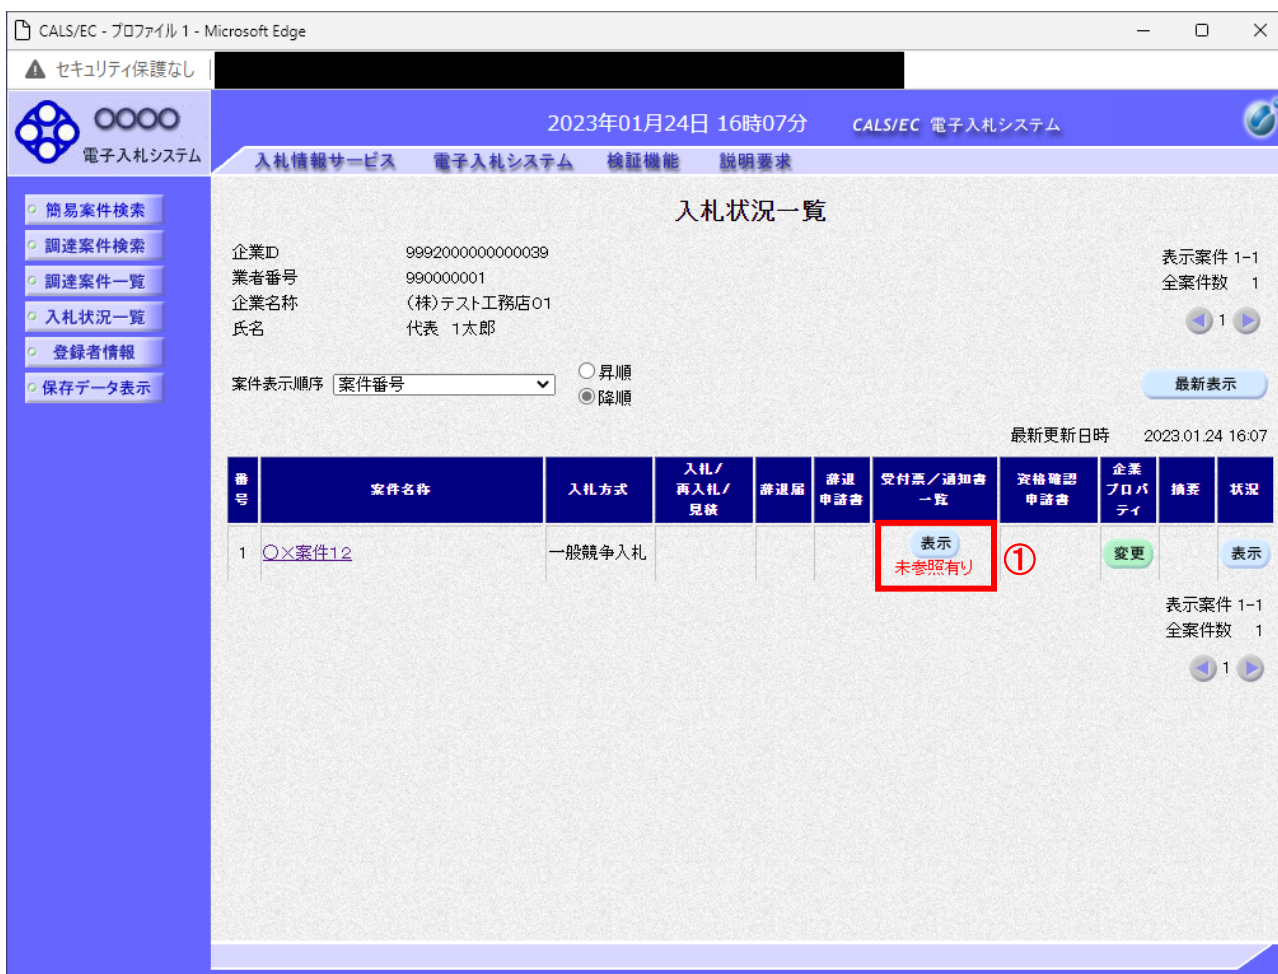 CALS/EC - プロファイル 1 - Microsoft Edge
セキュリティ保護なし
〇〇〇〇
電子入札システム
2023年01月24日 16時07分
CALS/EC 電子入札システム
入札情報サービス 電子入札システム 検証機能 説明要求
簡易案件検索
調達案件検索
調達案件一覧
入札状況一覧
登録者情報
保存データ表示
入札状況一覧
企業ID 9992000000000039
業者番号 990000001
企業名称 (株)テスト工務店01
氏名 代表 1太郎
表示案件 1-1
全案件数 1
1
案件表示順序 案件番号
昇順
降順
最新表示
最新更新日時 2023.01.24 16:07
番号 案件名称 入札方式 入札/再入札/見積 辞退届 辞退申請書 受付票/通知書一覧 資格確認申請書 企業プロパティ 摘要 状況
1 〇×案件12 一般競争入札 表示 未参照有り ① 変更 表示
表示案件 1-1
全案件数 1
1